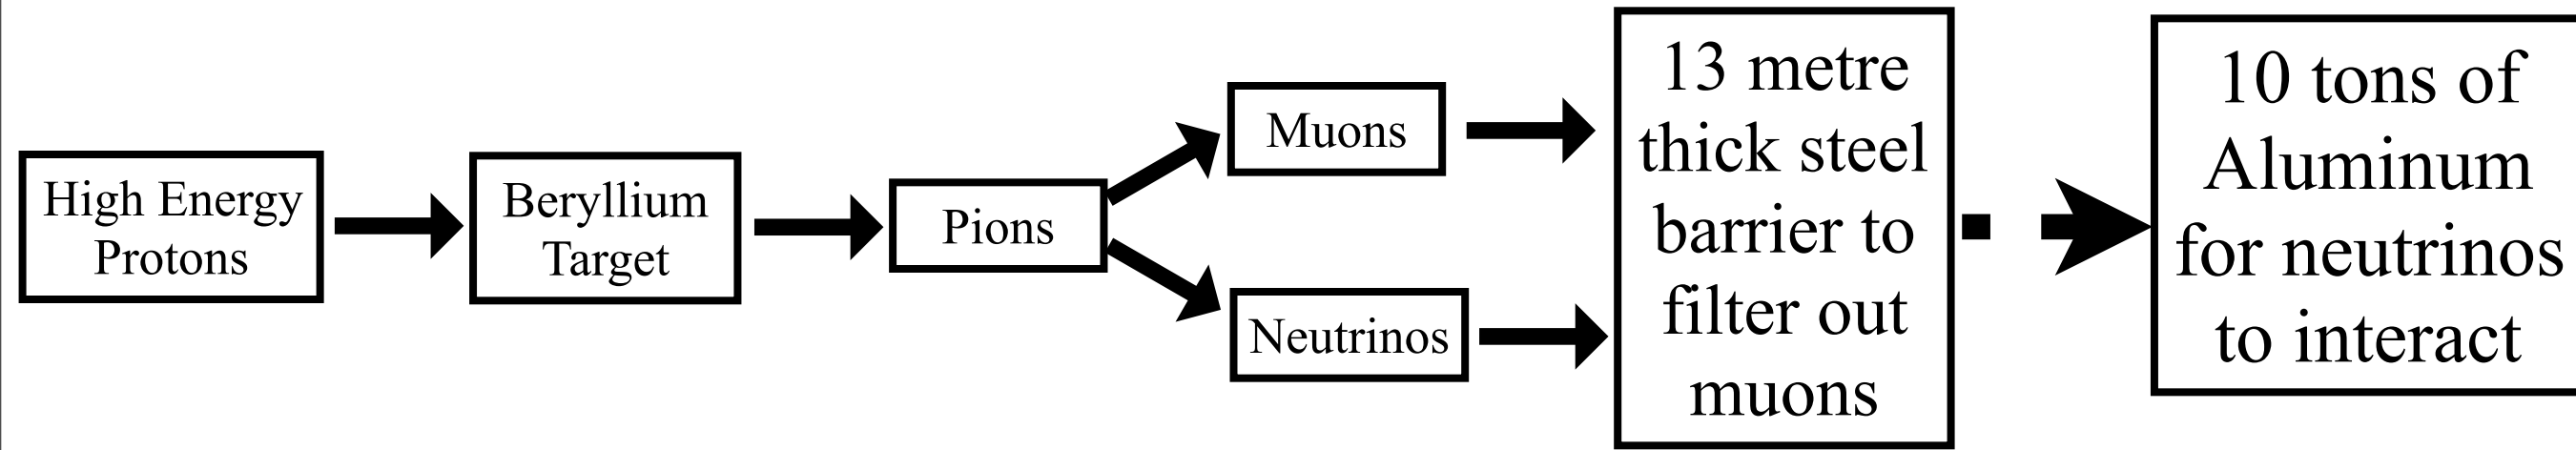 High Energy
Protons
Beryllium
Target
Pions
Muons
Neutrinos
13 metre
thick steel
barrier to
filter out
muons
10 tons of
Aluminum
for neutrinos
to interact